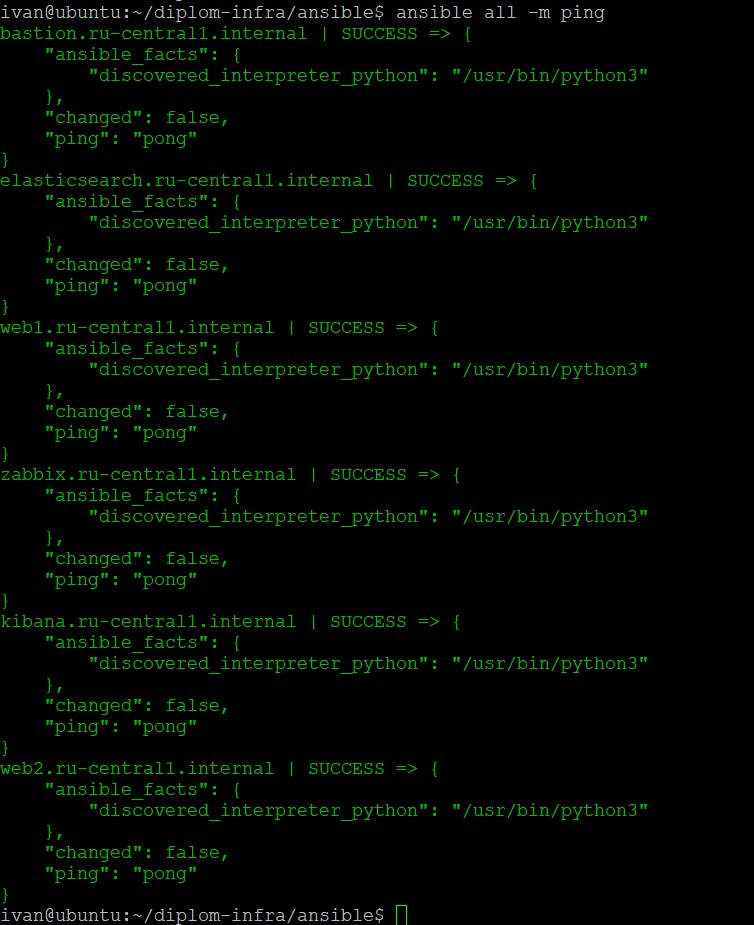 ivan@ubuntu:~/diplom-infra/ansible$ ansible all -m ping
bastion.ru-central1.internal | SUCCESS => {
    "ansible_facts": {
        "discovered_interpreter_python": "/usr/bin/python3"
    },
    "changed": false,
    "ping": "pong"
}
elasticsearch.ru-central1.internal | SUCCESS => {
    "ansible_facts": {
        "discovered_interpreter_python": "/usr/bin/python3"
    },
    "changed": false,
    "ping": "pong"
}
web1.ru-central1.internal | SUCCESS => {
    "ansible_facts": {
        "discovered_interpreter_python": "/usr/bin/python3"
    },
    "changed": false,
    "ping": "pong"
}
zabbix.ru-central1.internal | SUCCESS => {
    "ansible_facts": {
        "discovered_interpreter_python": "/usr/bin/python3"
    },
    "changed": false,
    "ping": "pong"
}
kibana.ru-central1.internal | SUCCESS => {
    "ansible_facts": {
        "discovered_interpreter_python": "/usr/bin/python3"
    },
    "changed": false,
    "ping": "pong"
}
web2.ru-central1.internal | SUCCESS => {
    "ansible_facts": {
        "discovered_interpreter_python": "/usr/bin/python3"
    },
    "changed": false,
    "ping": "pong"
}
ivan@ubuntu:~/diplom-infra/ansible$